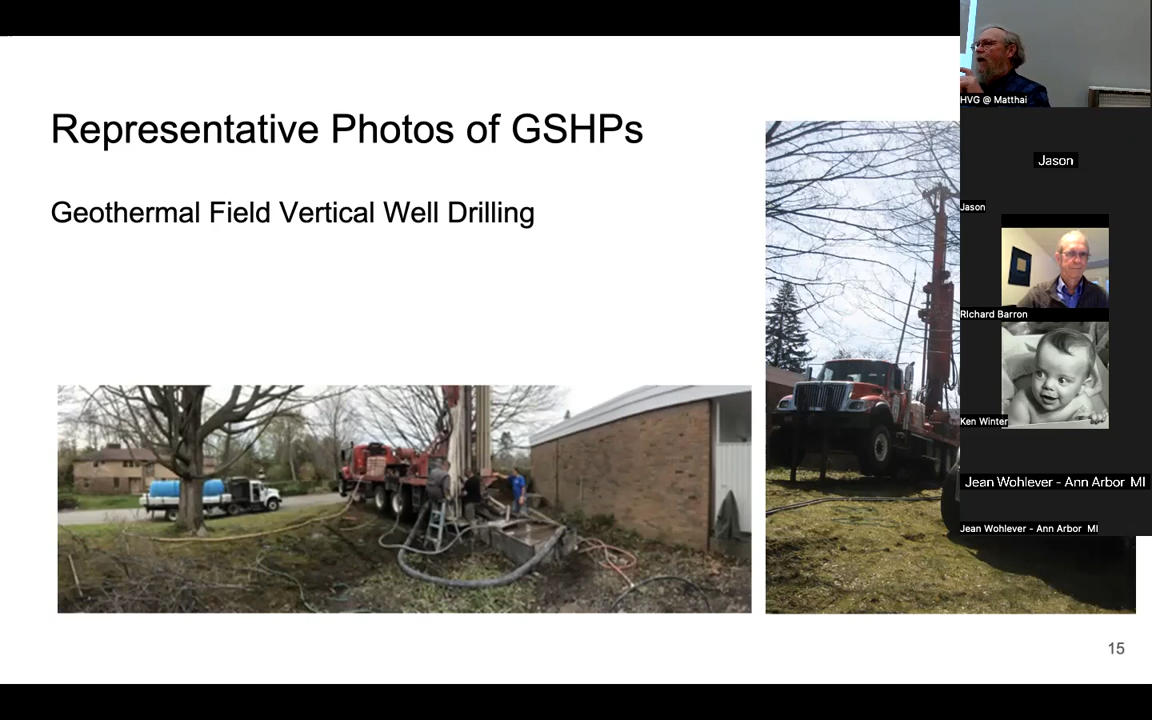 Representative Photos of GSHPs
Geothermal Field Vertical Well Drilling
15
HVG @ Matthai
Jason
Jason
RIchard Barron
Ken Winter
Jean Wohlever - Ann Arbor MI
Jean Wohlever - Ann Arbor MI